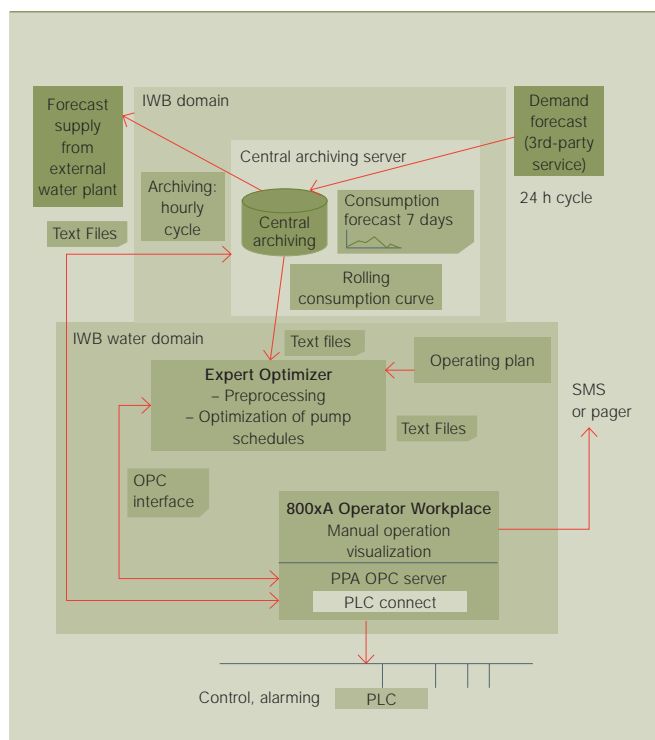 Forecast
supply
from
external
water plant
IWB domain
Demand
forecast
(3rd-party
service)
24 h cycle
Central archiving server
Archiving:
hourly
cycle
Central
archiving
Consumption
forecast 7 days
Text Files
Rolling
consumption curve
IWB water domain
Text files
Operating plan
Expert Optimizer
– Preprocessing
– Optimization of pump
schedules
Text Files
SMS
or pager
OPC
interface
800xA Operator Workplace
Manual operation
visualization
PPA OPC server
PLC connect
Control, alarming
PLC